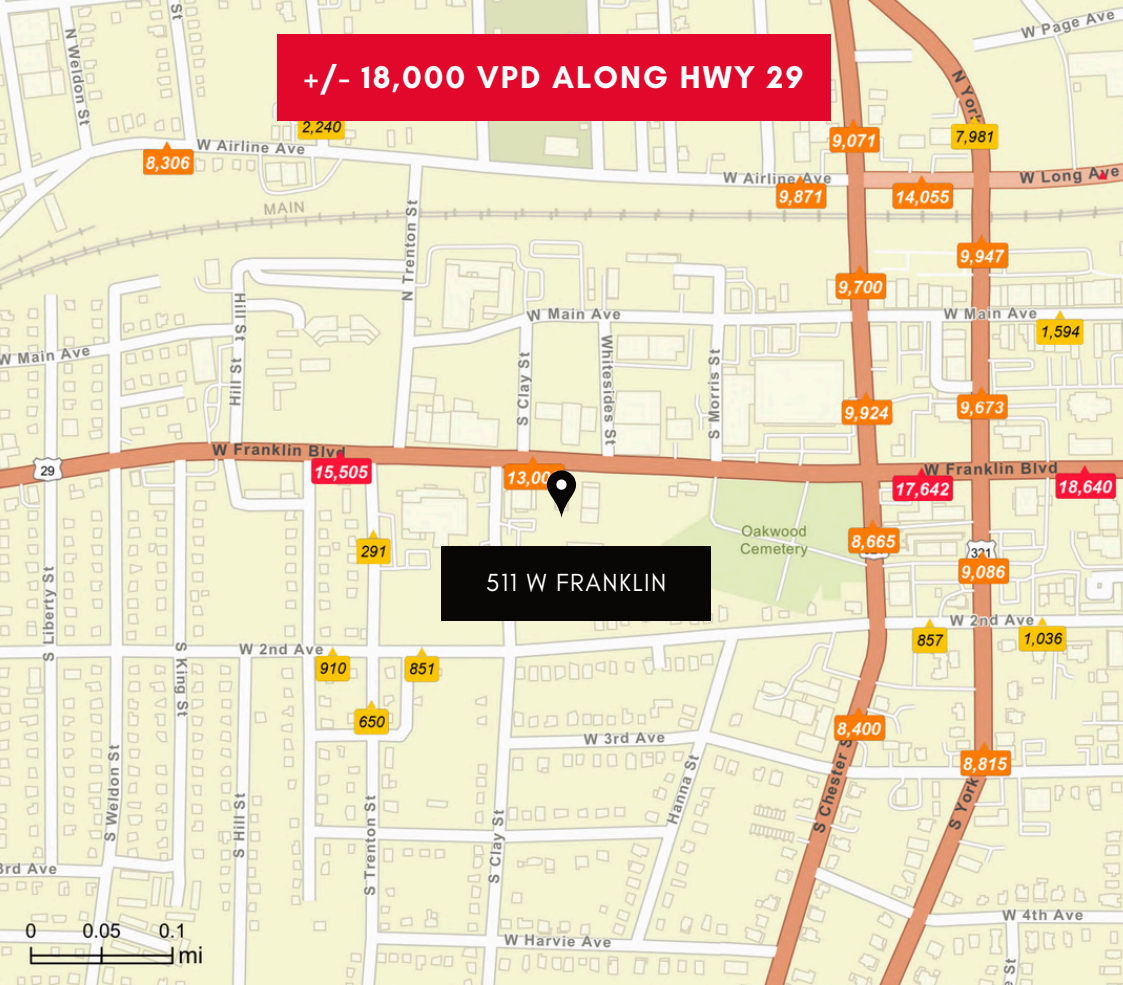 St
N Weldon St
W Page Ave
+/- 18,000 VPD ALONG HWY 29
2,240
N York
9,071
7,981
W Airline Ave
8,306
W Airline Ave
W Long Ave
9,871
14,055
MAIN
N Trenton St
9,947
9,700
Hill St
W Main Ave
W Main Ave
1,594
W Main Ave
Hill St
S Clay St
Whitesides St
S Morris St
9,924
9,673
W Franklin Blvd
29
15,505
13,00
W Franklin Blvd
17,642
18,640
Oakwood
Cemetery
8,665
291
321
9,086
511 W FRANKLIN
S Liberty St
W 2nd Ave
857
1,036
W 2nd Ave
910
851
S King St
650
W 3rd Ave
8,400
8,815
S Weldon St
S Hill St
S Trenton St
S Clay St
Hanna St
S Chester S
S York
3rd Ave
W 4th Ave
0 0.05 0.1
mi
W Harvie Ave
e St